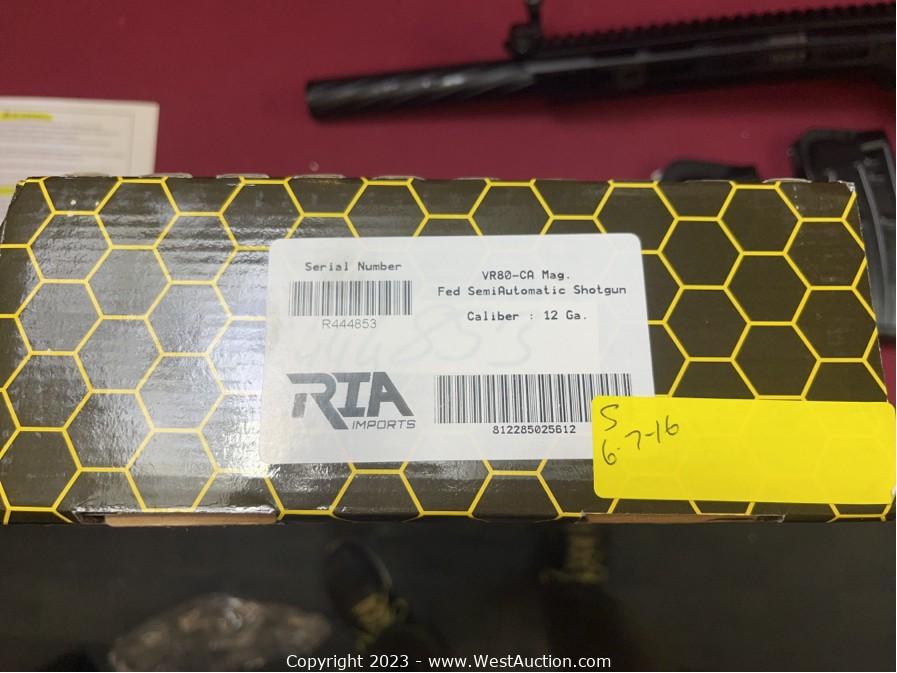 Serial Number
R444853
VR80-CA Mag.
Fed SemiAutomatic Shotgun
Caliber : 12 Ga.
RIA
IMPORTS
812285025612
S
6-7-16
Copyright 2023 - www.WestAuction.com